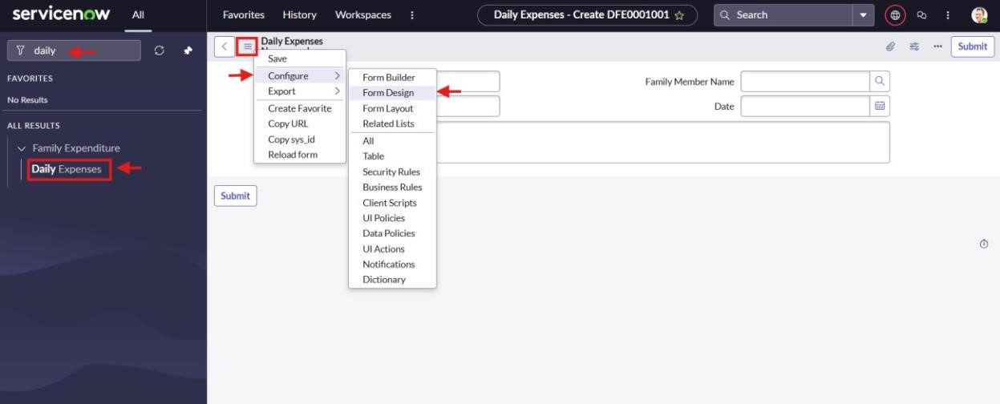 servicenow
All
Favorites
History
Workspaces
Daily Expenses - Create DFE0001001
Search
daily
FAVORITES
No Results
ALL RESULTS
Family Expenditure
Daily Expenses
Daily Expenses
Submit
Save
Configure
Export
Create Favorite
Copy URL
Copy sys_id
Reload form
Form Builder
Form Design
Form Layout
Related Lists
All
Table
Security Rules
Business Rules
Client Scripts
UI Policies
Data Policies
UI Actions
Notifications
Dictionary
Family Member Name
Date
Submit